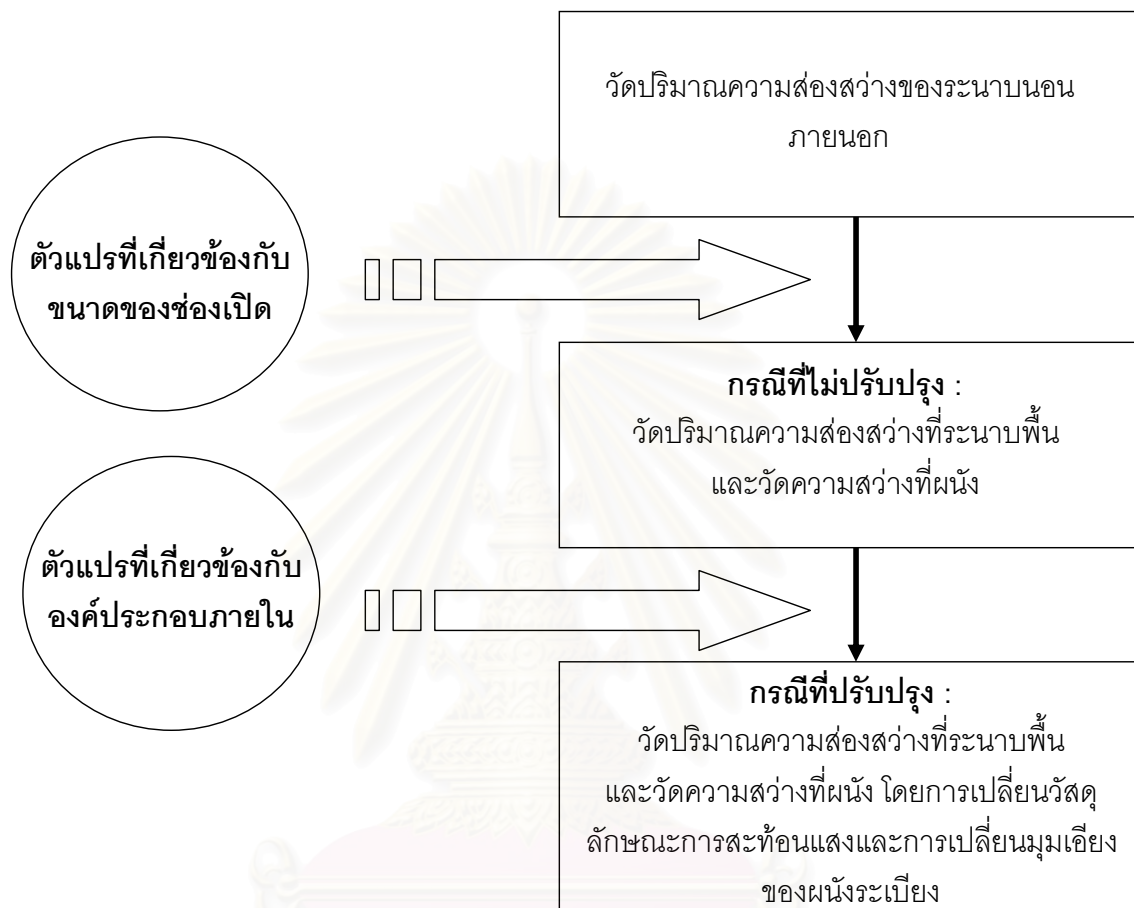 วัดปริมาณความส่องสว่างของระนาบนอน
ภายนอก
ตัวแปรที่เกี่ยวข้องกับ
ขนาดของช่องเปิด
กรณีที่ไม่ปรับปรุง :
วัดปริมาณความส่องสว่างที่ระนาบพื้น
และวัดความสว่างที่ผนัง
ตัวแปรที่เกี่ยวข้องกับ
องค์ประกอบภายใน
กรณีที่ปรับปรุง :
วัดปริมาณความส่องสว่างที่ระนาบพื้น
และวัดความสว่างที่ผนัง โดยการเปลี่ยนวัสดุ
ลักษณะการสะท้อนแสงและการเปลี่ยนมุมเอียง
ของผนังระเบียง